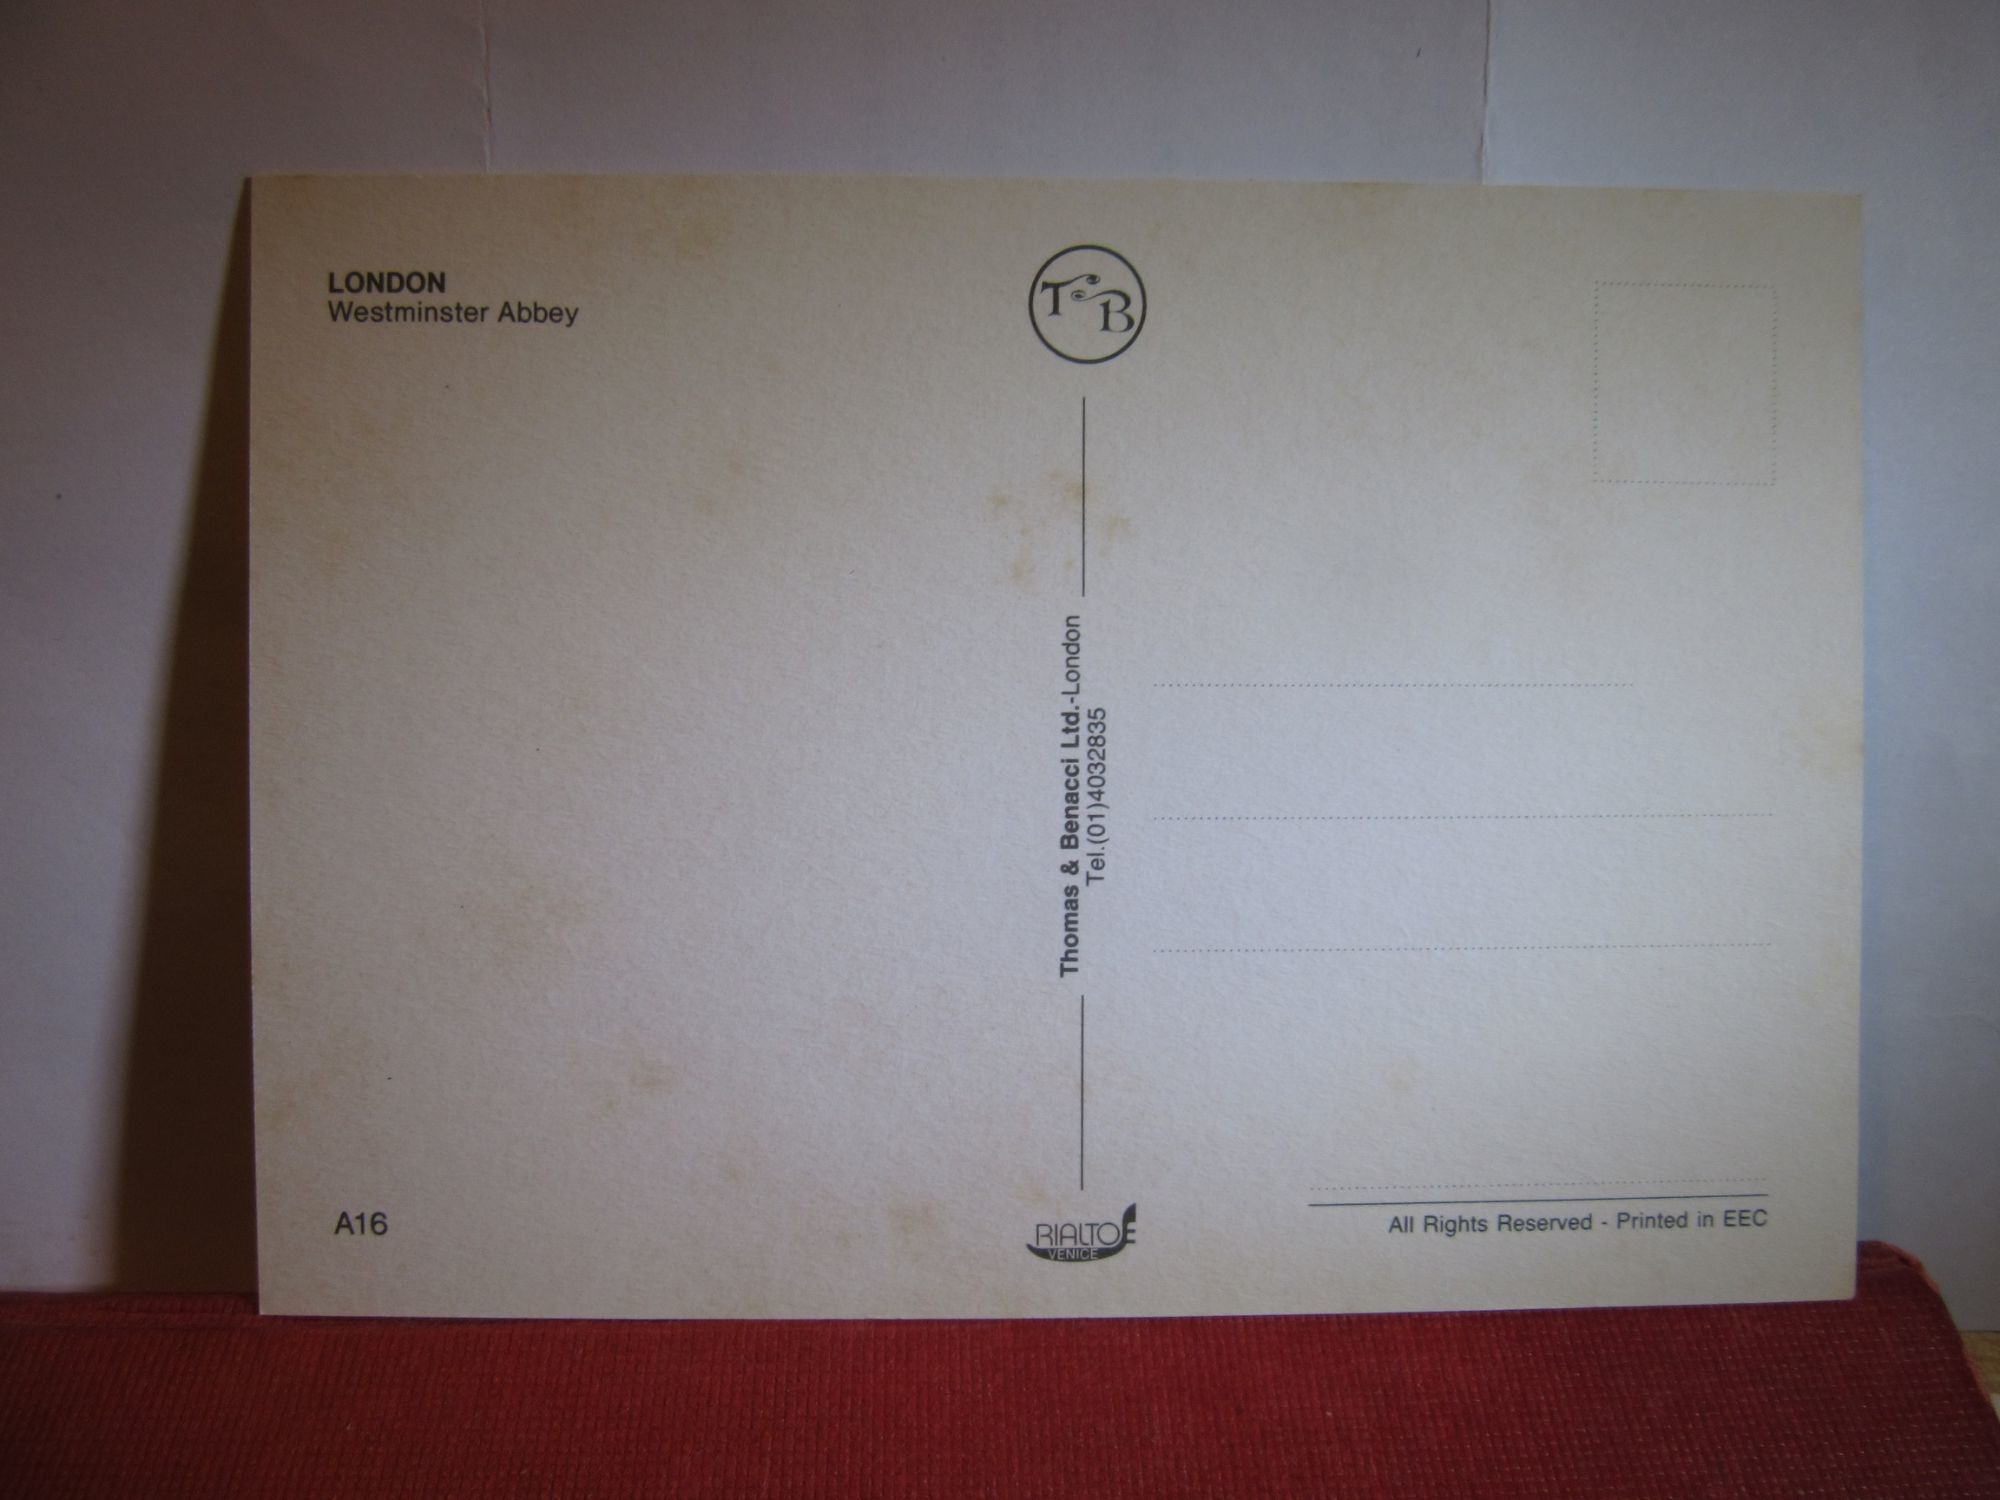 LONDON
Westminster Abbey
T&B
Thomas & Benacci Ltd.-London
Tel.(01)4032835
A16
RIALTO
VENICE
All Rights Reserved - Printed in EEC